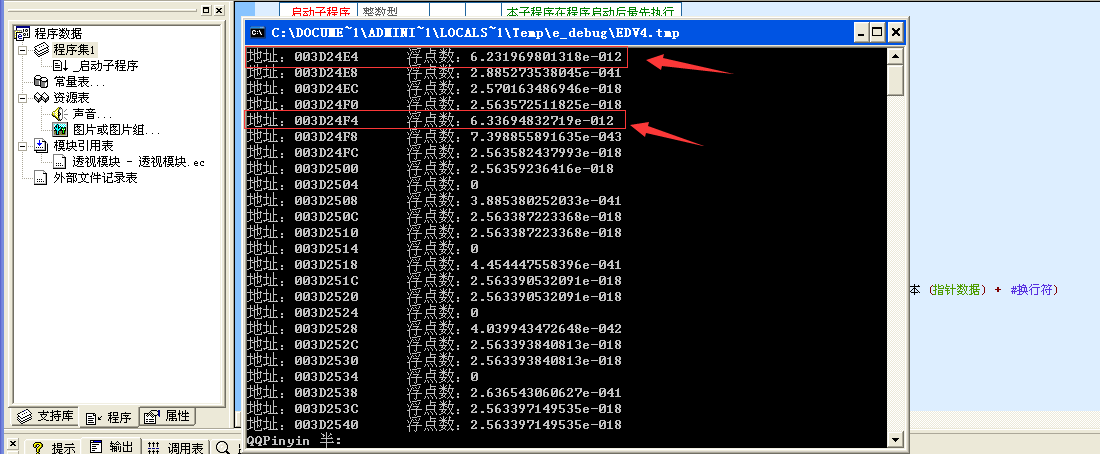 程序数据
程序集1
_启动子程序
常量表...
资源表
声音...
图片或图片组...
模块引用表
透视模块 - 透视模块.ec
外部文件记录表
支持库
程序
属性
提示
输出
调用表
启动子程序 整数型 本子程序在程序启动后最先执行
C:\DOCUME~1\ADMINI~1\LOCALS~1\Temp\e_debug\EDV4.tmp
地址：003D24E4 浮点数：6.231969801318e-012
地址：003D24E8 浮点数：2.885273538045e-041
地址：003D24EC 浮点数：2.570163486946e-018
地址：003D24F0 浮点数：2.563572511825e-018
地址：003D24F4 浮点数：6.33694832719e-012
地址：003D24F8 浮点数：7.398855891635e-043
地址：003D24FC 浮点数：2.563582437993e-018
地址：003D2500 浮点数：2.56359236416e-018
地址：003D2504 浮点数：0
地址：003D2508 浮点数：3.885380252033e-041
地址：003D250C 浮点数：2.563387223368e-018
地址：003D2510 浮点数：2.563387223368e-018
地址：003D2514 浮点数：0
地址：003D2518 浮点数：4.454447558396e-041
地址：003D251C 浮点数：2.563390532091e-018
地址：003D2520 浮点数：2.563390532091e-018
地址：003D2524 浮点数：0
地址：003D2528 浮点数：4.039943472648e-042
地址：003D252C 浮点数：2.563393840813e-018
地址：003D2530 浮点数：2.563393840813e-018
地址：003D2534 浮点数：0
地址：003D2538 浮点数：2.636543060627e-041
地址：003D253C 浮点数：2.563397149535e-018
地址：003D2540 浮点数：2.563397149535e-018
QQPinyin 半：
本 (指针数据) + #换行符)